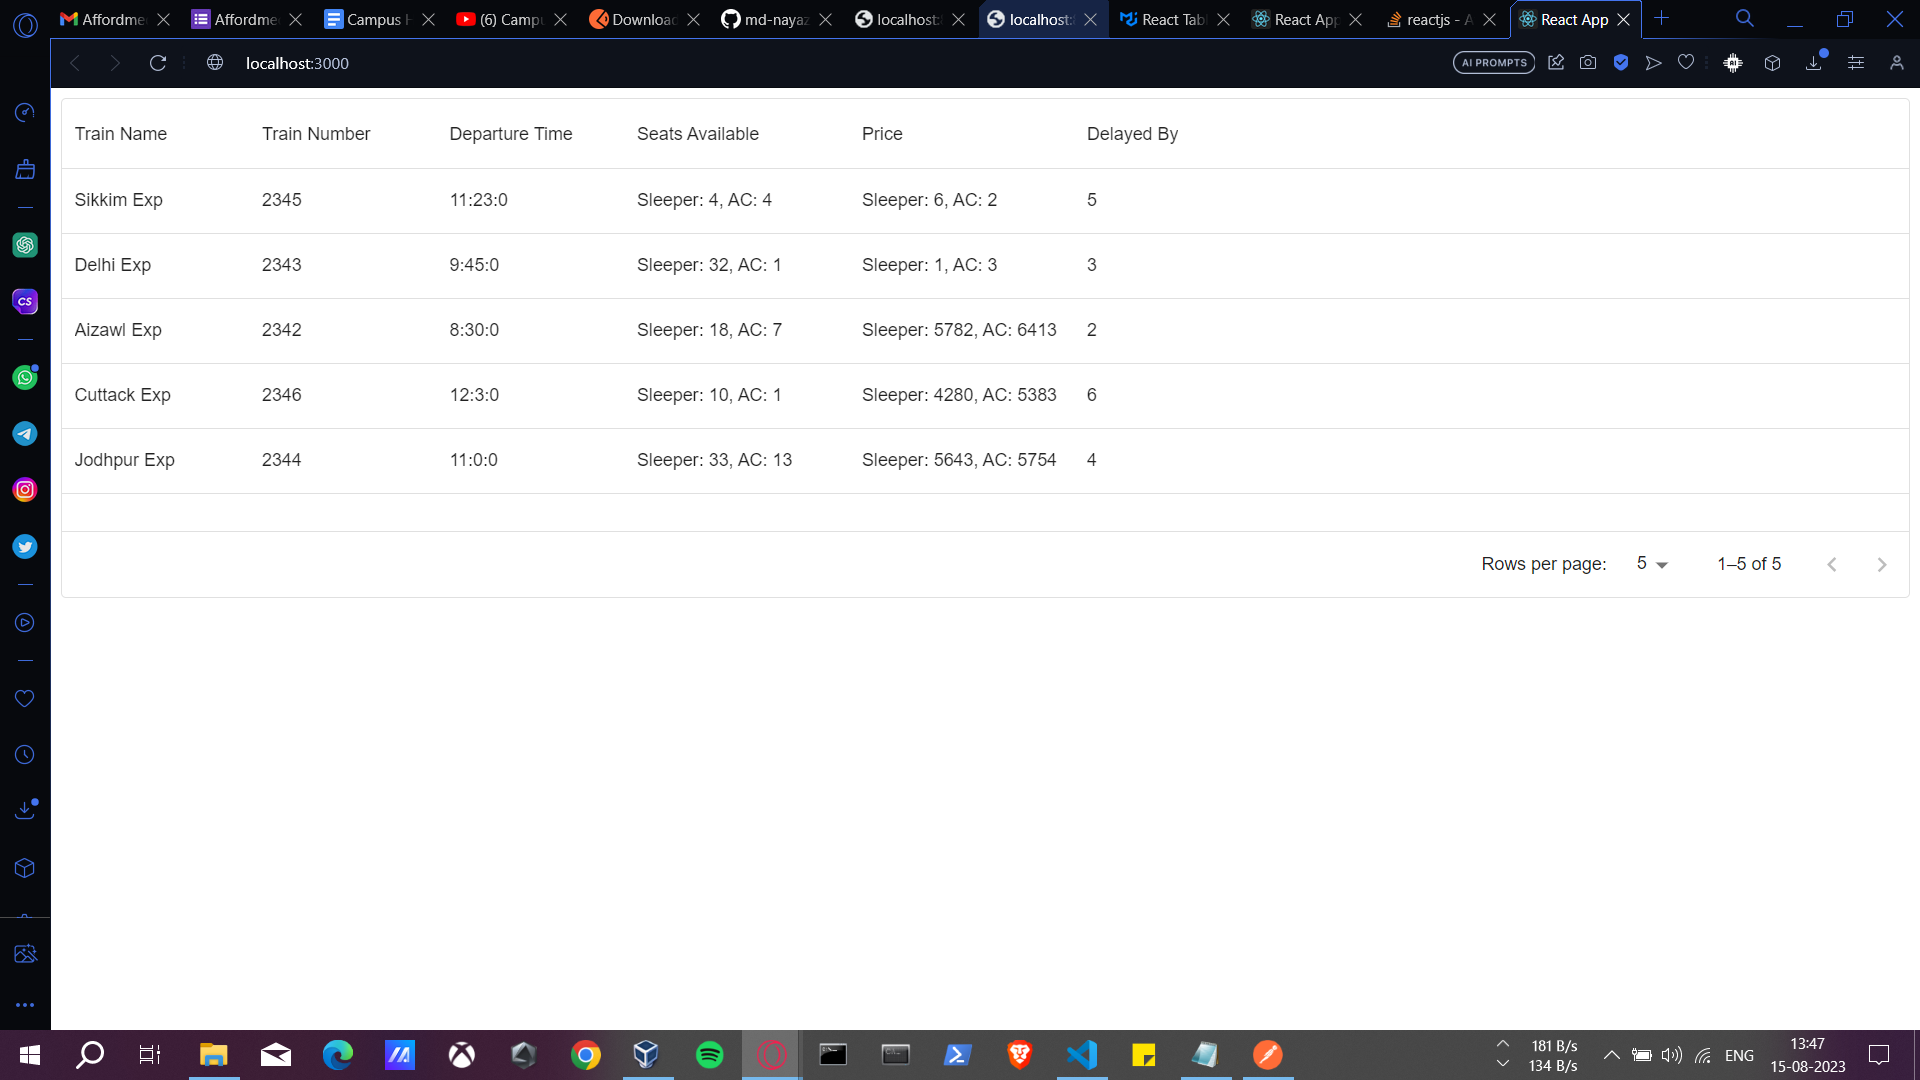 Affordme
Affordme
Campus H
(6) Campu
Downloa
md-nayaz
localhost:
localhost:
React Tab
React App
reactjs - A
React App
localhost:3000
AI PROMPTS
Train Name Train Number Departure Time Seats Available Price Delayed By
Sikkim Exp 2345 11:23:0 Sleeper: 4, AC: 4 Sleeper: 6, AC: 2 5
Delhi Exp 2343 9:45:0 Sleeper: 32, AC: 1 Sleeper: 1, AC: 3 3
Aizawl Exp 2342 8:30:0 Sleeper: 18, AC: 7 Sleeper: 5782, AC: 6413 2
Cuttack Exp 2346 12:3:0 Sleeper: 10, AC: 1 Sleeper: 4280, AC: 5383 6
Jodhpur Exp 2344 11:0:0 Sleeper: 33, AC: 13 Sleeper: 5643, AC: 5754 4
Rows per page: 5 1–5 of 5
CS
181 B/s
134 B/s
ENG
13:47
15-08-2023